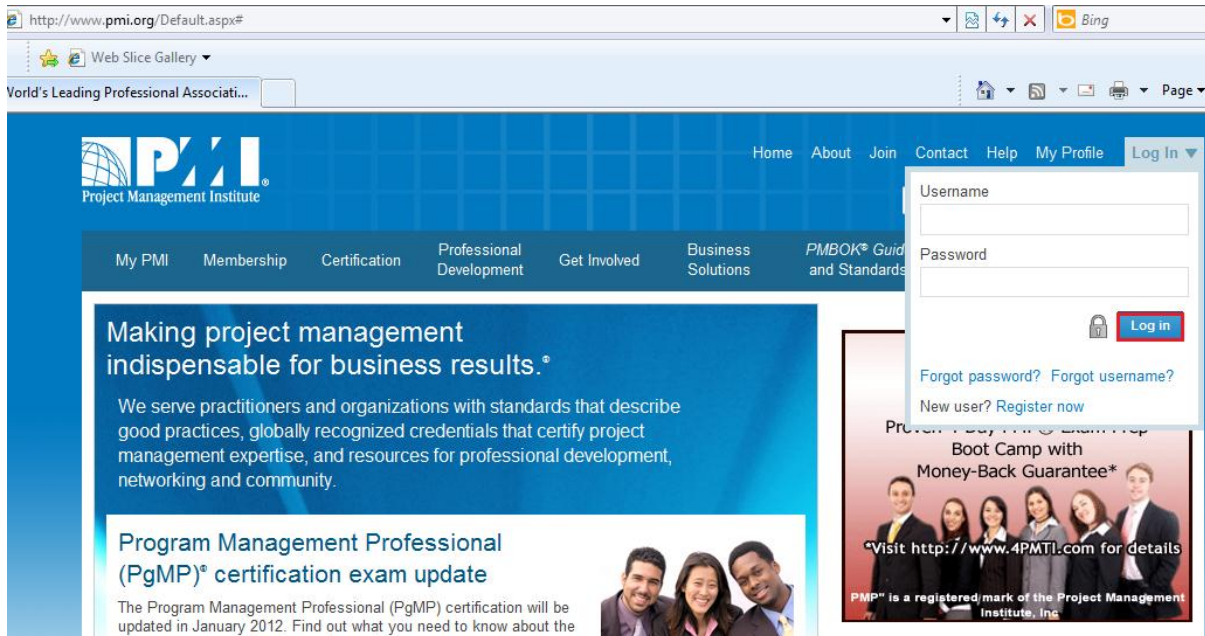 http://www.pmi.org/Default.aspx#
Bing
Web Slice Gallery
World's Leading Professional Associati...
Page
PMI
Project Management Institute
Home About Join Contact Help My Profile Log In
Username
Password
Log in
Forgot password? Forgot username?
New user? Register now
My PMI Membership Certification Professional Development Get Involved Business Solutions PMBOK® Guid and Standards
Making project management
indispensable for business results.®
We serve practitioners and organizations with standards that describe
good practices, globally recognized credentials that certify project
management expertise, and resources for professional development,
networking and community.
Program Management Professional
(PgMP)® certification exam update
The Program Management Professional (PgMP) certification will be
updated in January 2012. Find out what you need to know about the
Boot Camp with
Money-Back Guarantee*
*Visit http://www.4PMTI.com for details
PMP" is a registered mark of the Project Management
Institute, Inc